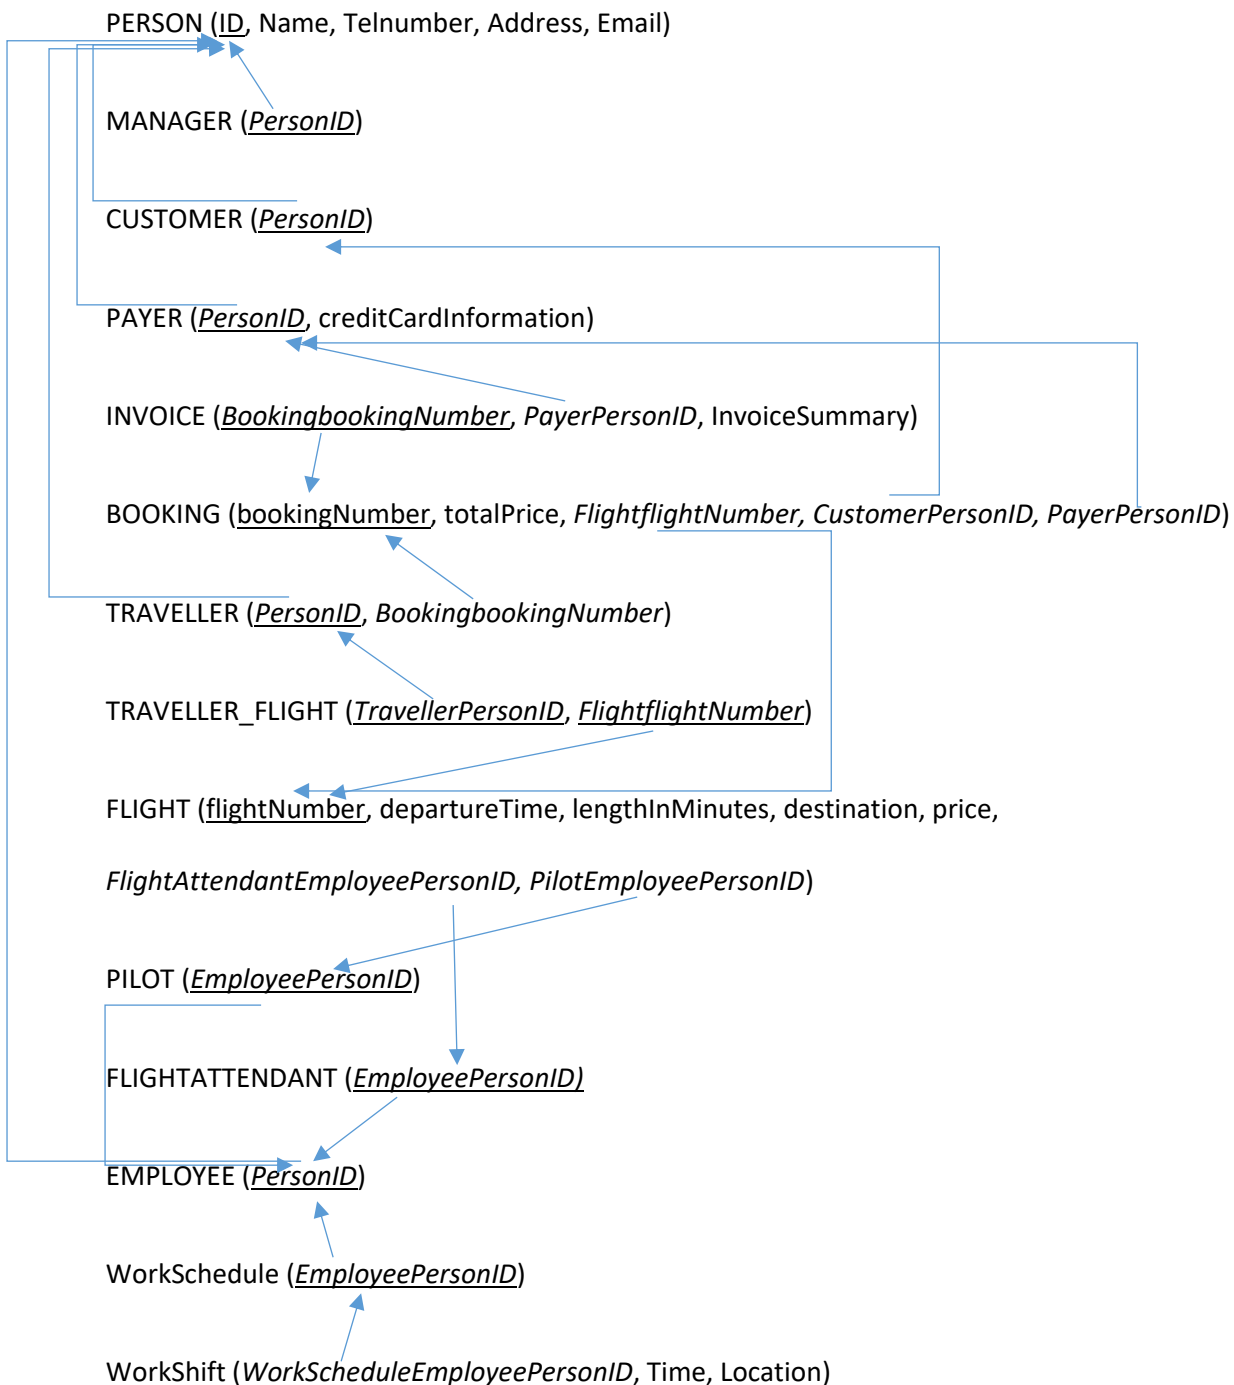 PERSON (ID, Name, Telnumber, Address, Email)
MANAGER (PersonID)
CUSTOMER (PersonID)
PAYER (PersonID, creditCardInformation)
INVOICE (BookingbookingNumber, PayerPersonID, InvoiceSummary)
BOOKING (bookingNumber, totalPrice, FlightflightNumber, CustomerPersonID, PayerPersonID)
TRAVELLER (PersonID, BookingbookingNumber)
TRAVELLER_FLIGHT (TravellerPersonID, FlightflightNumber)
FLIGHT (flightNumber, departureTime, lengthInMinutes, destination, price,
FlightAttendantEmployeePersonID, PilotEmployeePersonID)
PILOT (EmployeePersonID)
FLIGHTATTENDANT (EmployeePersonID)
EMPLOYEE (PersonID)
WorkSchedule (EmployeePersonID)
WorkShift (WorkScheduleEmployeePersonID, Time, Location)